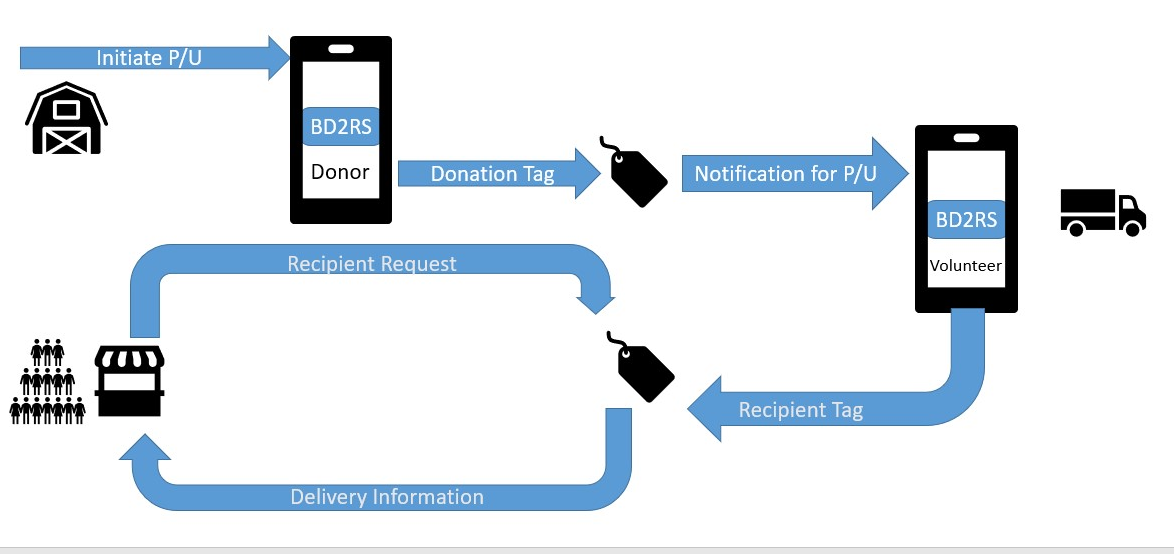 Initiate P/U
BD2RS
Donor
Donation Tag
Notification for P/U
BD2RS
Volunteer
Recipient Request
Recipient Tag
Delivery Information